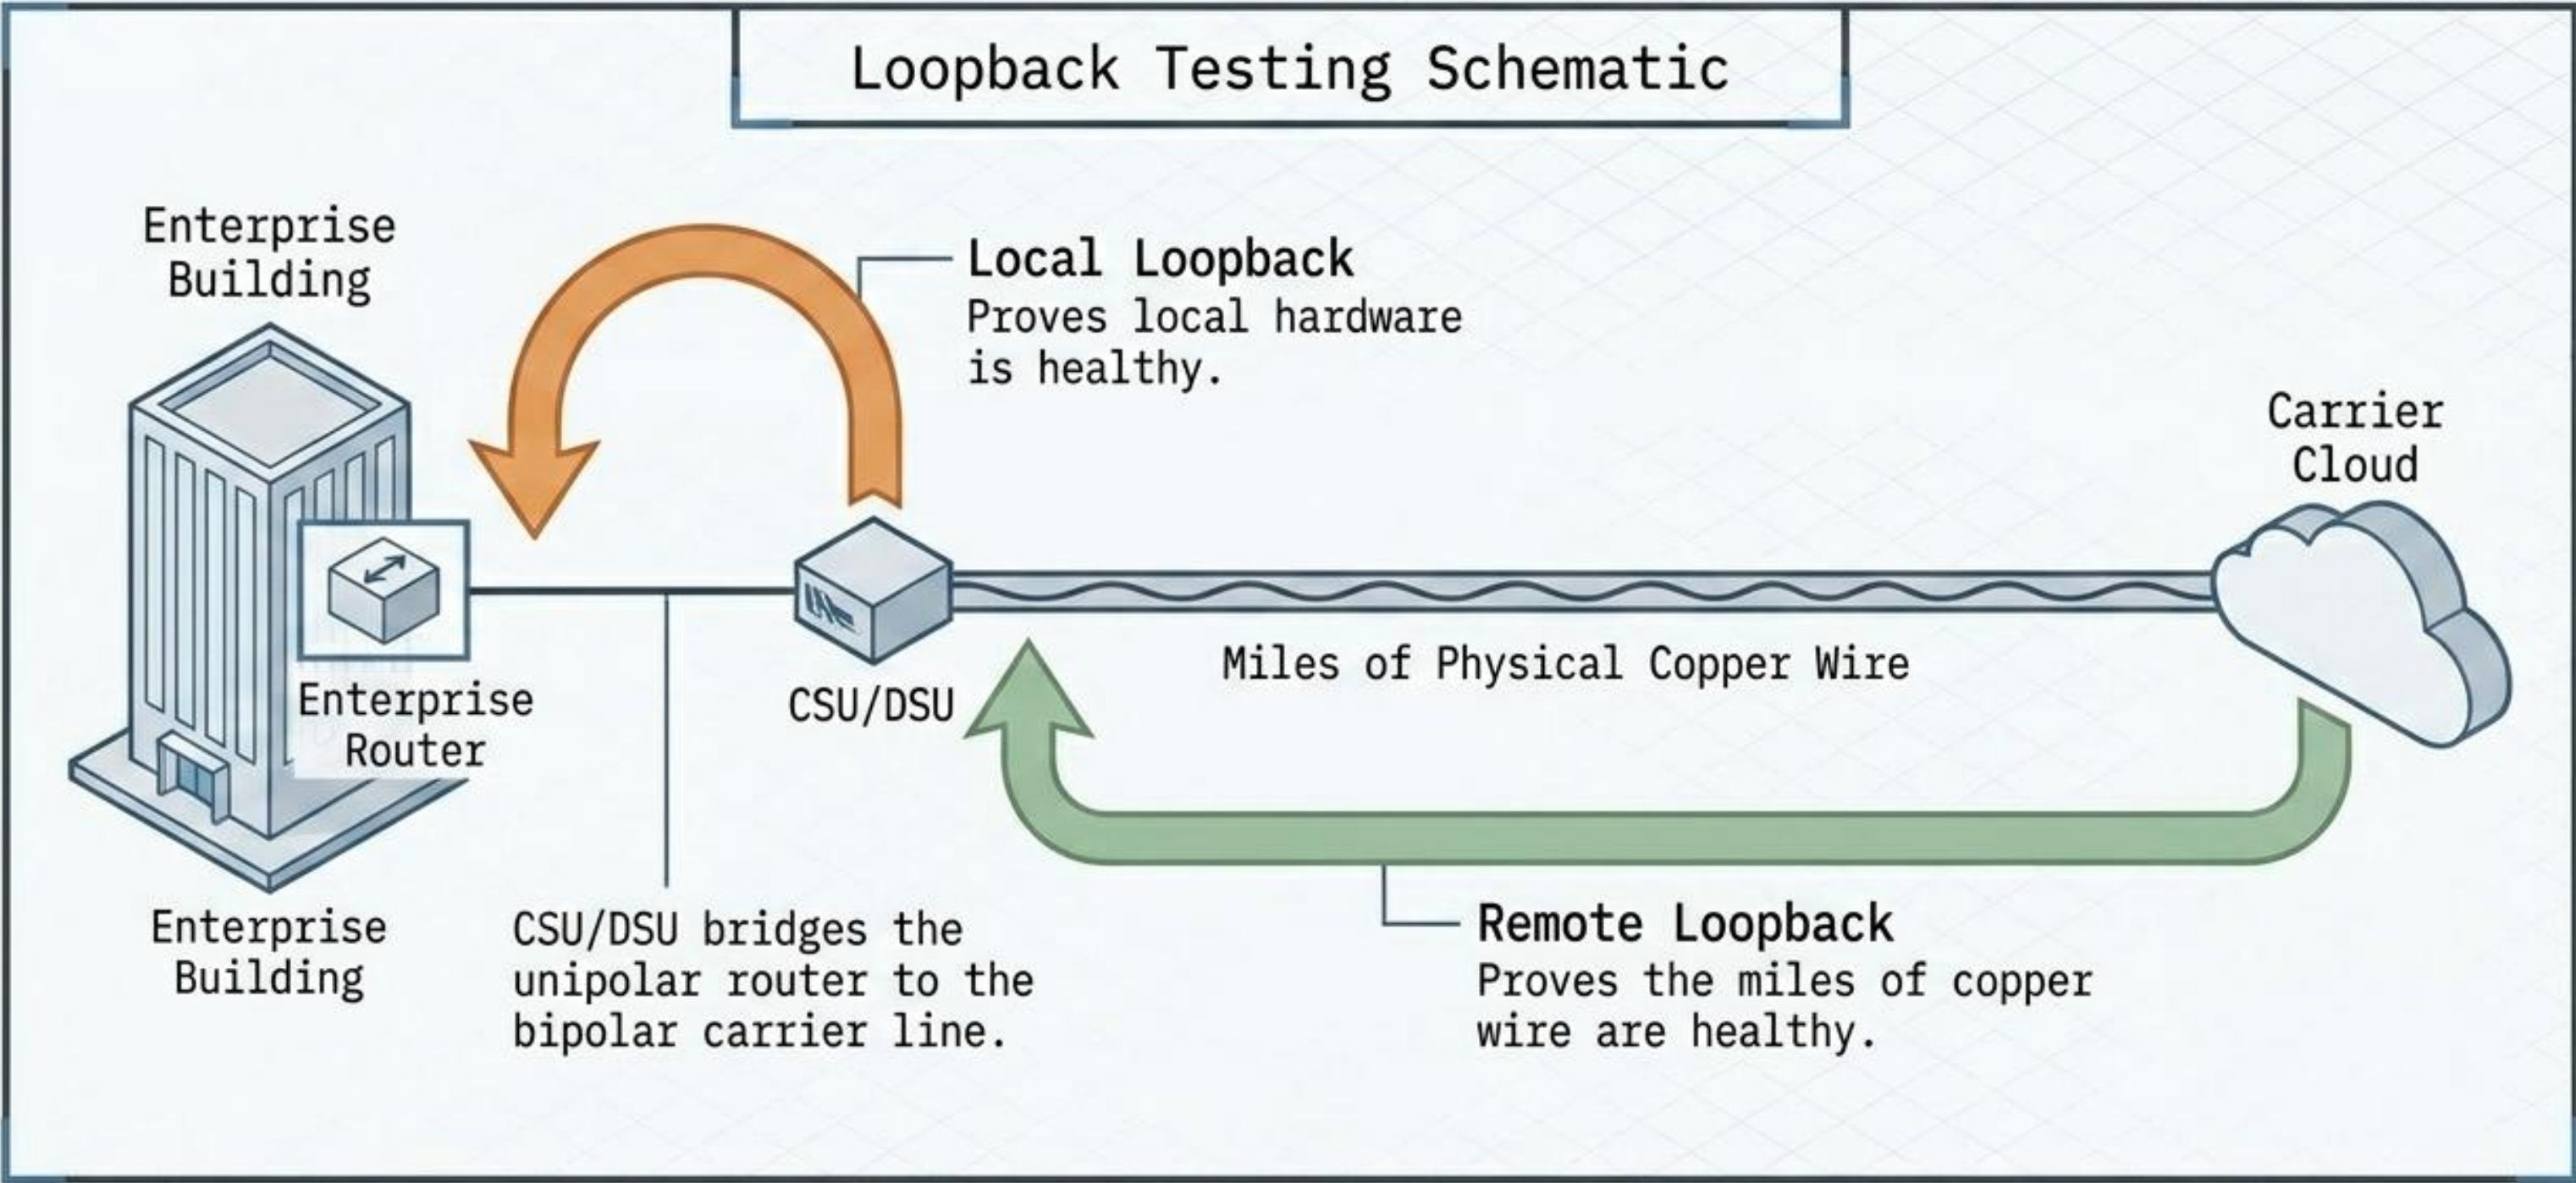 Loopback Testing Schematic
Enterprise
Building
Local Loopback
Proves local hardware
is healthy.
Carrier
Cloud
Enterprise
Router
CSU/DSU
Miles of Physical Copper Wire
Enterprise
Building
CSU/DSU bridges the
unipolar router to the
bipolar carrier line.
Remote Loopback
Proves the miles of copper
wire are healthy.